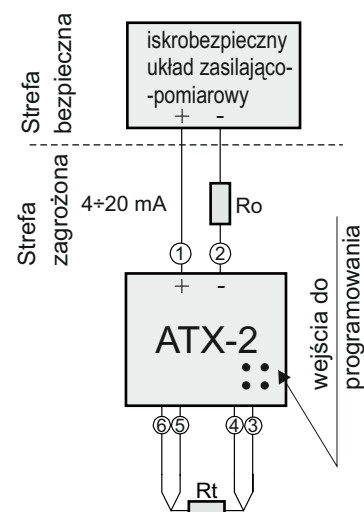 Strefa
bezpieczna
iskrobezpieczny
układ zasilająco-
-pomiarowy
+ -
Strefa
zagrożona
4÷20 mA
Ro
1 2
+ -
ATX-2
wejścia do
programowania
6 5 4 3
Rt